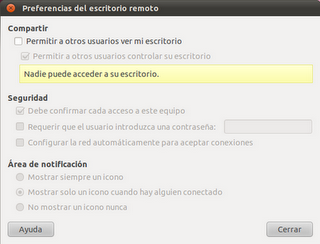 Preferencias del escritorio remoto
Compartir
Permitir a otros usuarios ver mi escritorio
Permitir a otros usuarios controlar su escritorio
Nadie puede acceder a su escritorio.
Seguridad
Debe confirmar cada acceso a este equipo
Requerir que el usuario introduzca una contraseña:
Configurar la red automáticamente para aceptar conexiones
Área de notificación
Mostrar siempre un icono
Mostrar solo un icono cuando hay alguien conectado
No mostrar un icono nunca
Ayuda
Cerrar